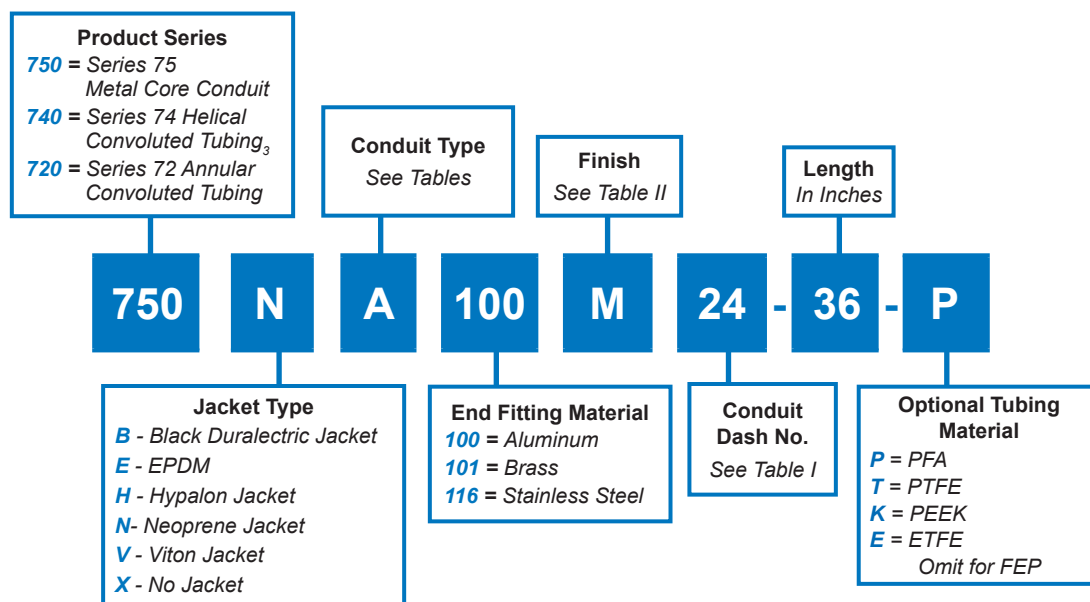 Product Series
750 = Series 75
Metal Core Conduit
740 = Series 74 Helical
Convoluted Tubing3
720 = Series 72 Annular
Convoluted Tubing
Conduit Type
See Tables
Finish
See Table II
Length
In Inches
750 N A 100 M 24 - 36 - P
Jacket Type
B - Black Duralectric Jacket
E - EPDM
H - Hypalon Jacket
N- Neoprene Jacket
V - Viton Jacket
X - No Jacket
End Fitting Material
100 = Aluminum
101 = Brass
116 = Stainless Steel
Conduit
Dash No.
See Table I
Optional Tubing
Material
P = PFA
T = PTFE
K = PEEK
E = ETFE
Omit for FEP